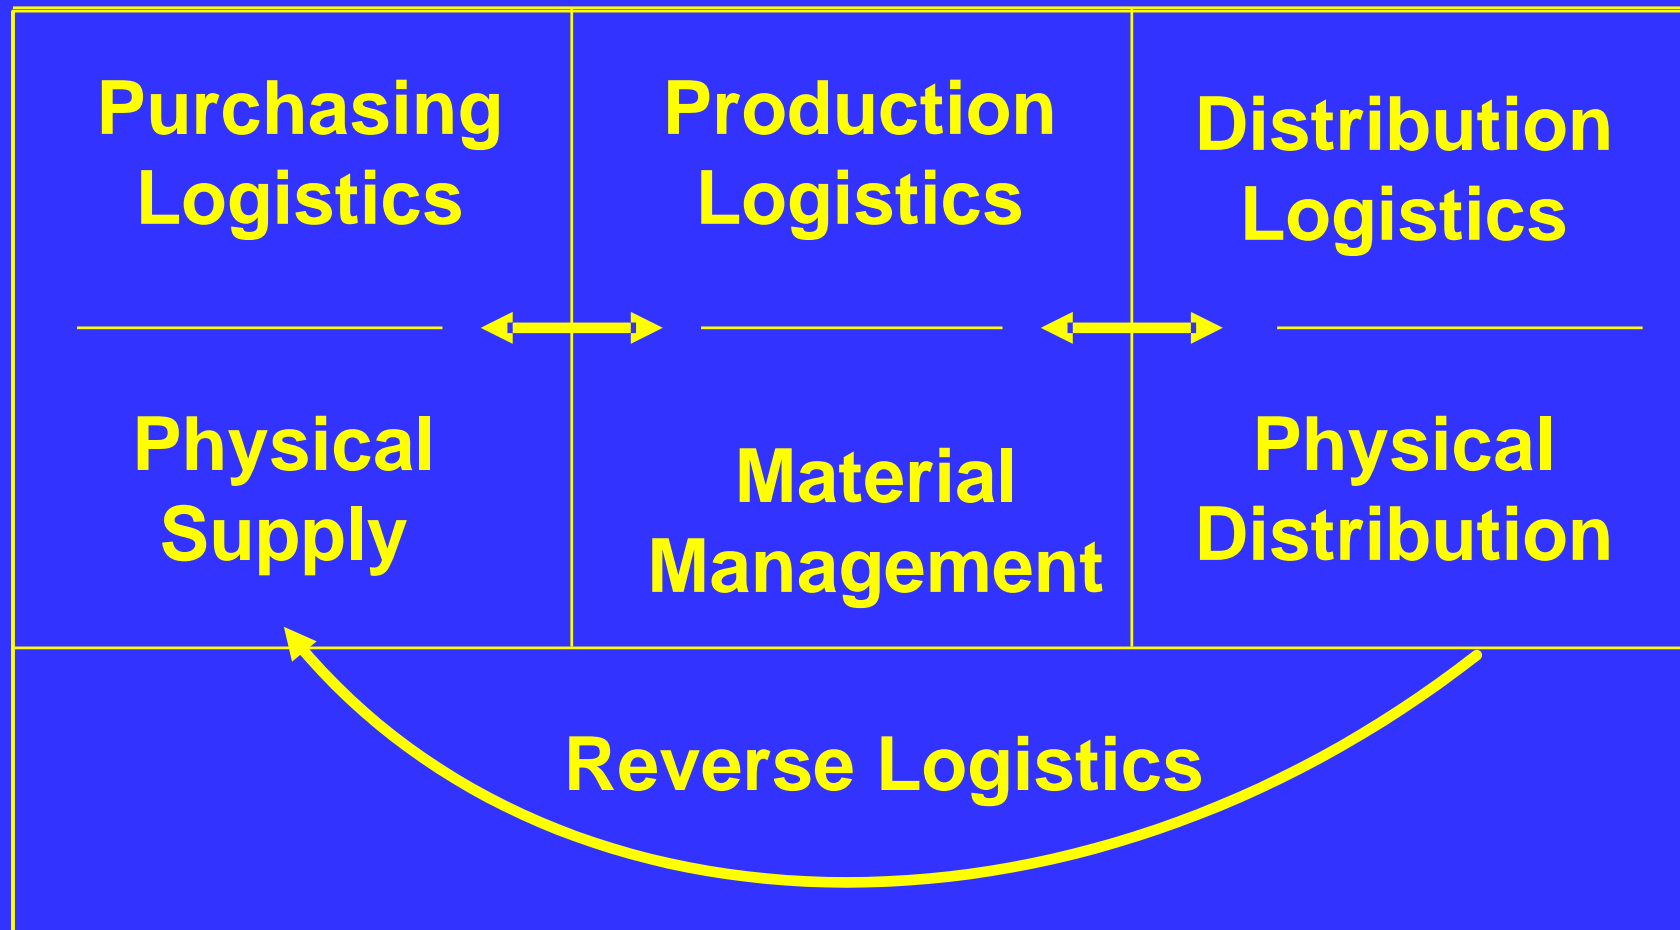 Purchasing
Logistics
Production
Logistics
Distribution
Logistics
Physical
Supply
Material
Management
Physical
Distribution
Reverse Logistics